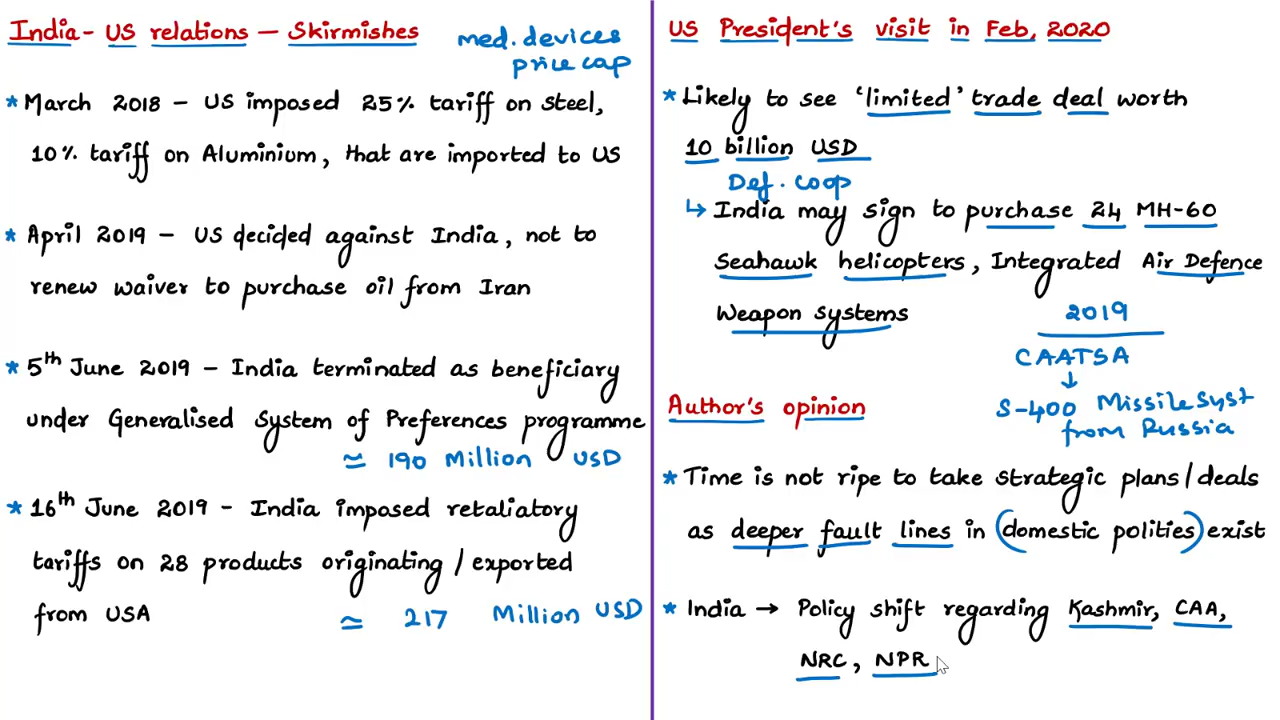 India - US relations – Skirmishes
med. devices
price cap
* March 2018 – US imposed 25% tariff on steel,
10% tariff on Aluminium, that are imported to US
* April 2019 – US decided against India, not to
renew waiver to purchase oil from Iran
* 5th June 2019 – India terminated as beneficiary
under Generalised System of Preferences programme
≃ 190 Million USD
* 16th June 2019 - India imposed retaliatory
tariffs on 28 products originating / exported
from USA
≃ 217 Million USD
US President's visit in Feb, 2020
* Likely to see 'limited' trade deal worth
10 billion USD
Def. coop
↳ India may sign to purchase 24 MH-60
Seahawk helicopters, Integrated Air Defence
Weapon systems
2019
CAATSA
↓
S-400 Missile Syst
from Russia
Author's opinion
* Time is not ripe to take strategic plans/deals
as deeper fault lines in (domestic polities) exist
* India → Policy shift regarding Kashmir, CAA,
NRC, NPR